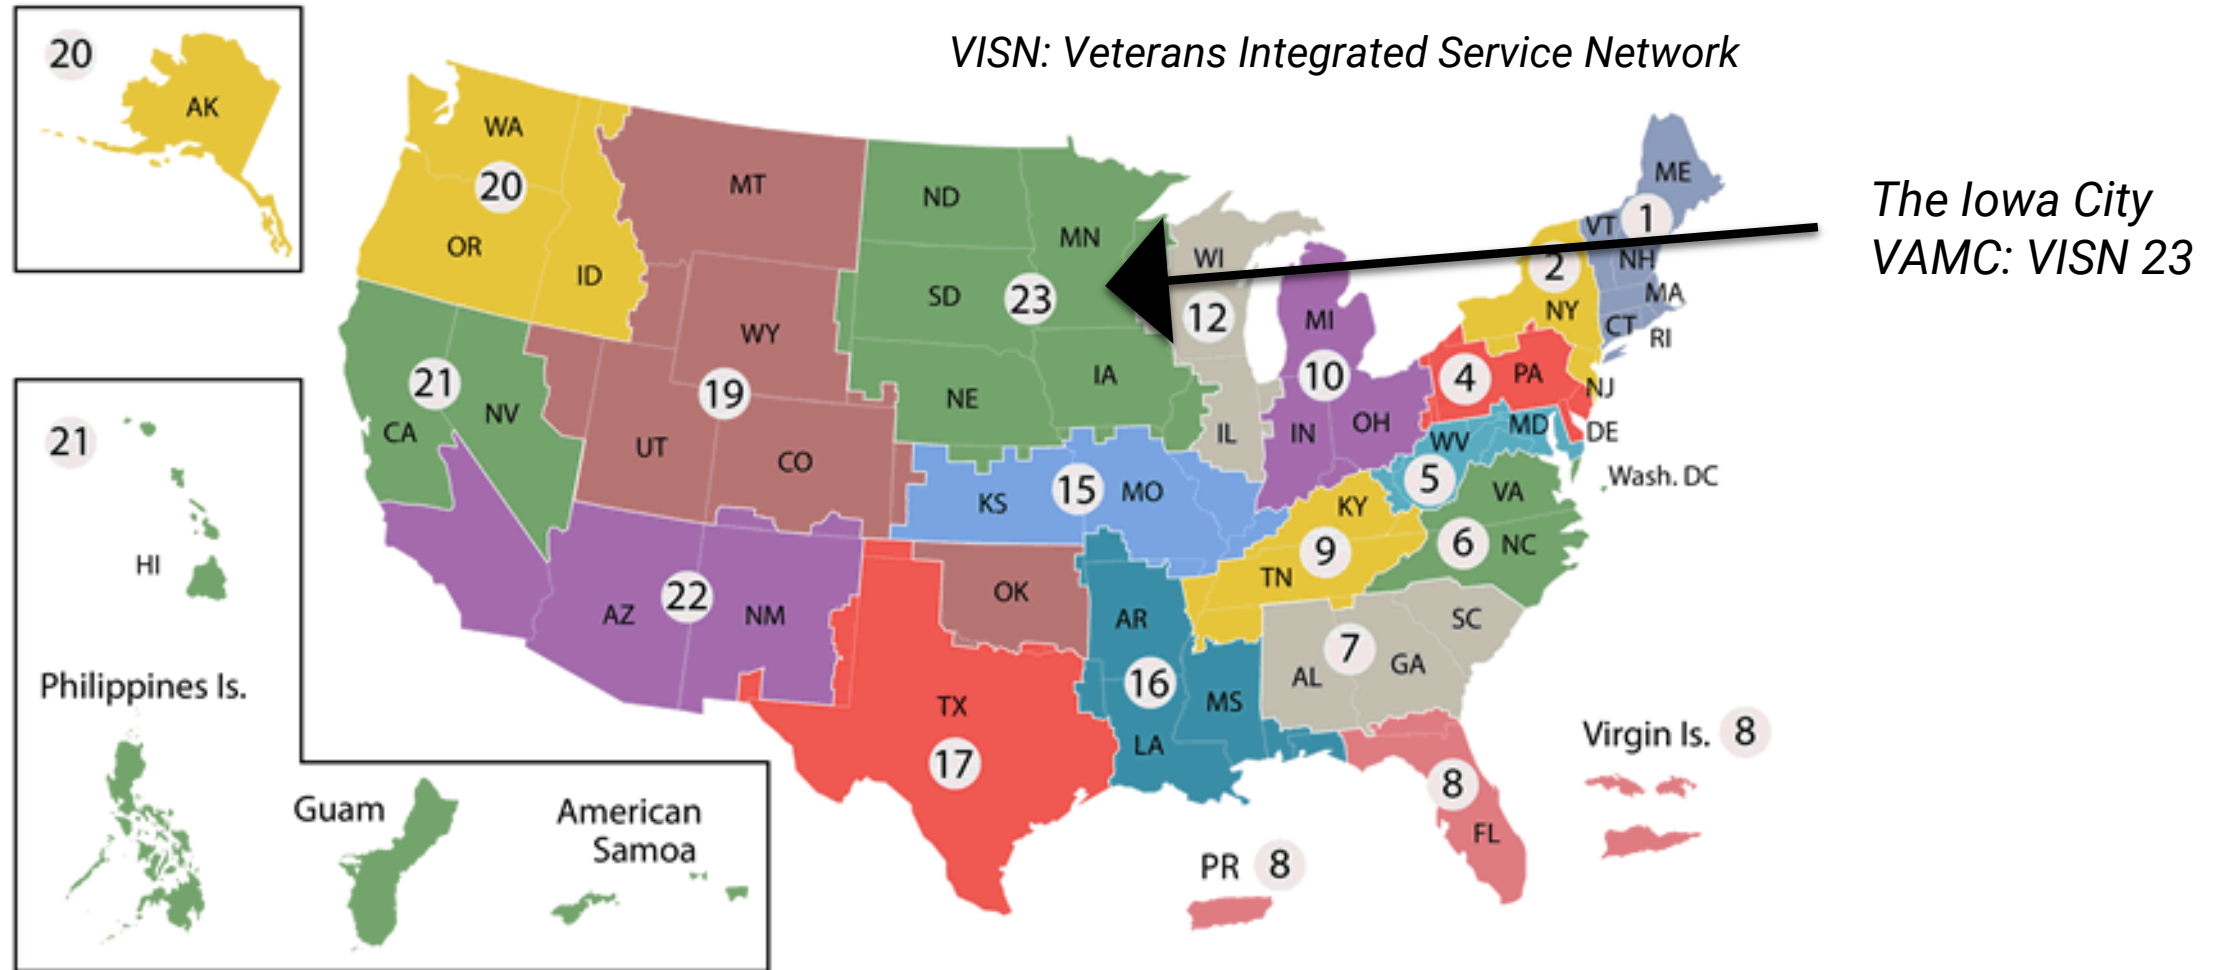 VISN: Veterans Integrated Service Network
The Iowa City
VAMC: VISN 23
20
AK
WA
20
OR
ID
MT
WY
19
UT
CO
OK
ND
MN
SD
23
NE
IA
WI
12
IL
MI
10
IN
OH
ME
VT
1
NH
MA
CT
RI
2
NY
4
PA
NJ
DE
MD
WV
5
Wash. DC
VA
6
NC
KY
9
TN
21
NV
CA
KS
15
MO
AZ
22
NM
TX
17
AR
16
MS
LA
SC
7
AL
GA
8
FL
Virgin Is. 8
PR 8
21
HI
Philippines Is.
Guam
American
Samoa